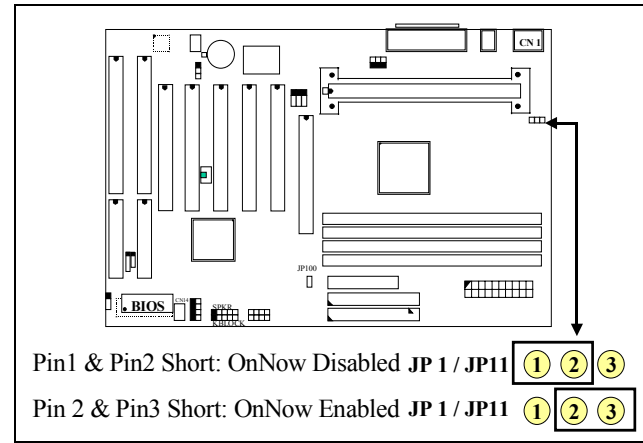 CN 1
JP100
BIOS
CN14
SPKR
KBLOCK
Pin1 & Pin2 Short: OnNow Disabled JP 1 / JP11 1 2 3
Pin 2 & Pin3 Short: OnNow Enabled JP 1 / JP11 1 2 3